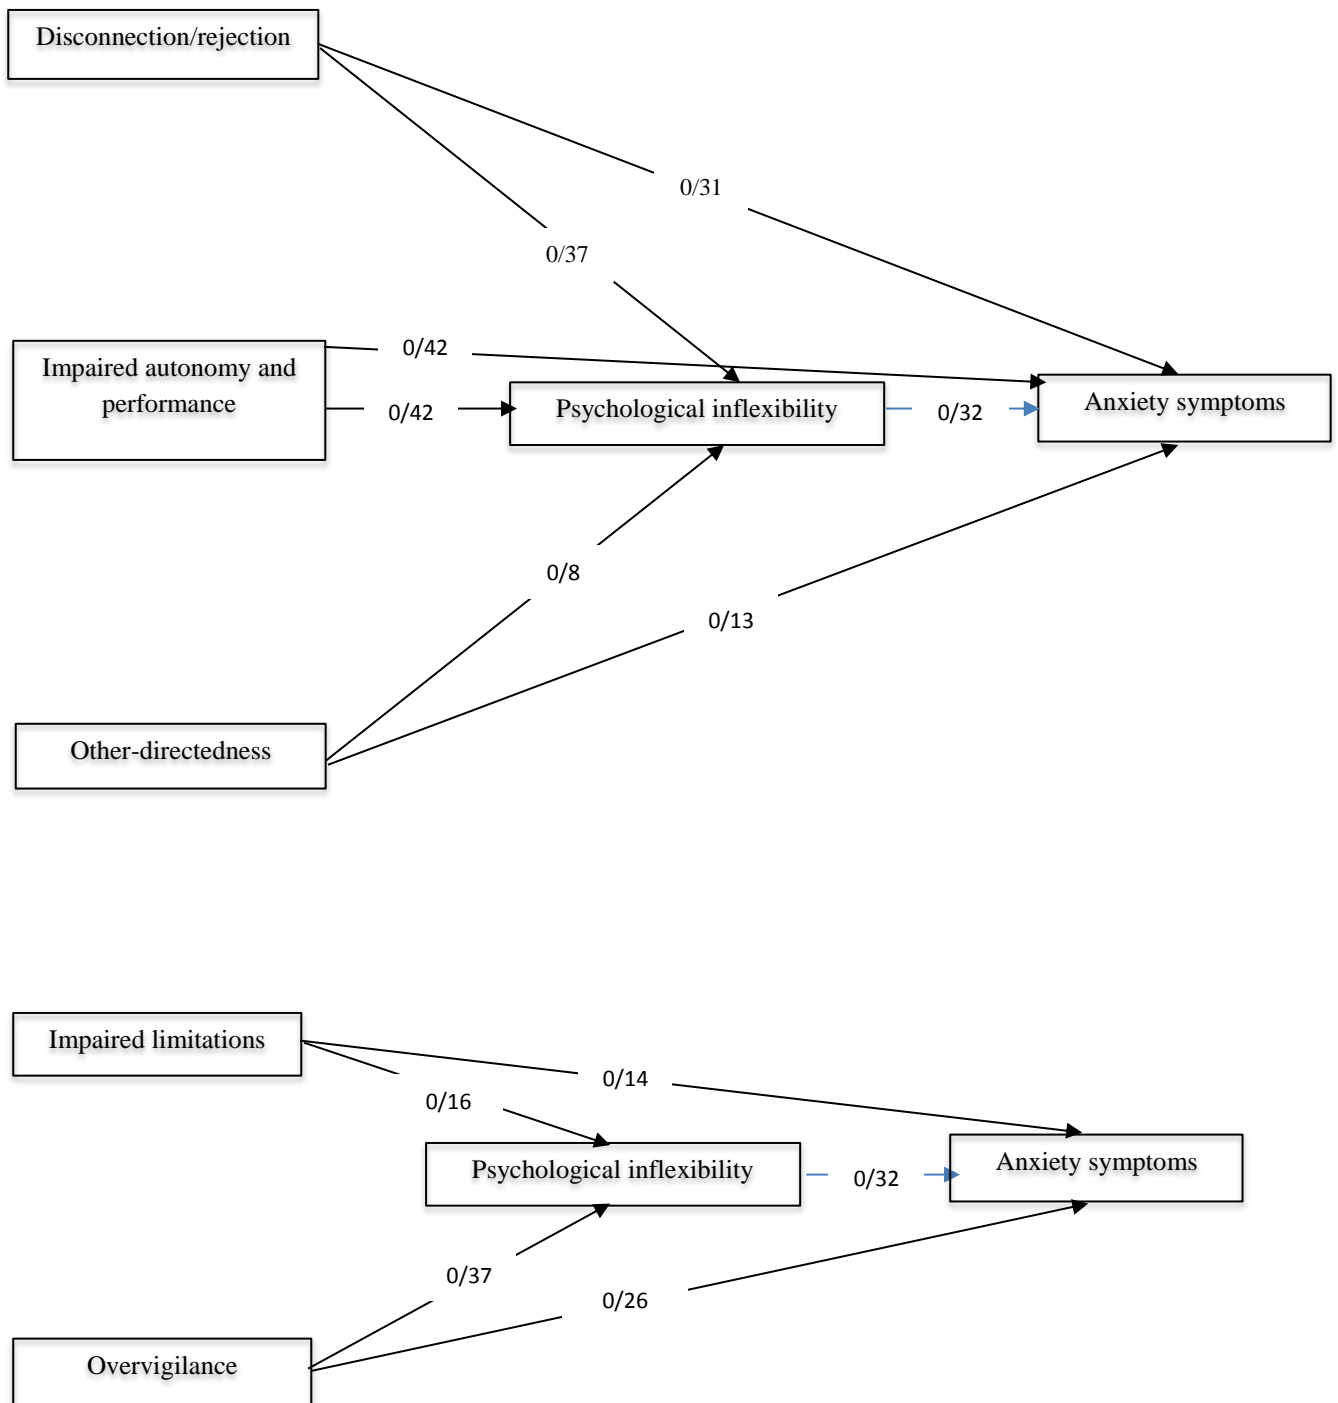 Disconnection/rejection
0/31
0/37
Impaired autonomy and
performance
0/42
0/42
Psychological inflexibility
0/32
Anxiety symptoms
0/8
0/13
Other-directedness
Impaired limitations
0/14
0/16
Psychological inflexibility
0/32
Anxiety symptoms
0/37
0/26
Overvigilance